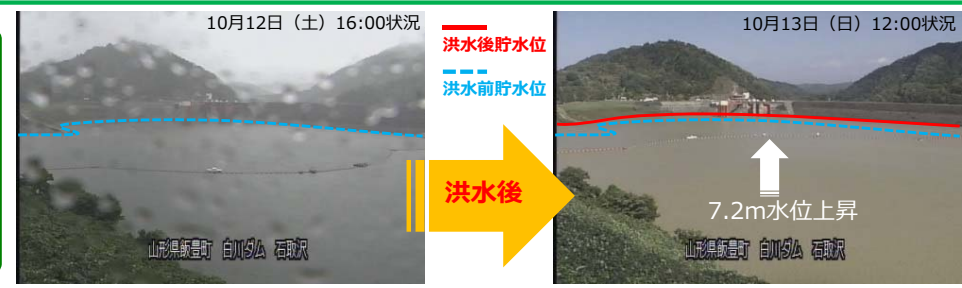 10月12日（土）16:00状況
洪水後貯水位
洪水前貯水位
10月13日（日）12:00状況
洪水後
7.2m水位上昇
山形県飯豊町 白川ダム 石取沢
山形県飯豊町 白川ダム 石取沢